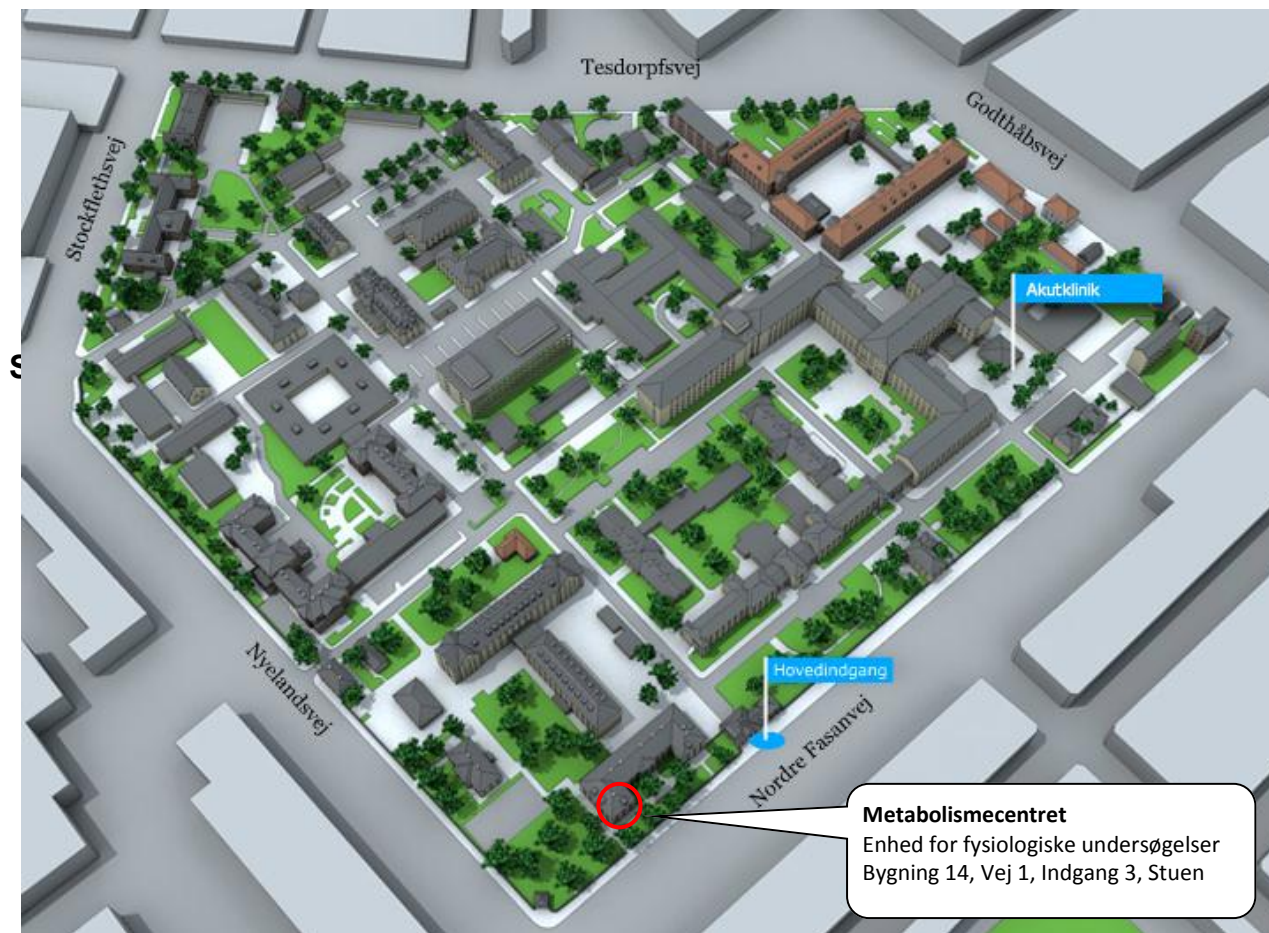 Tesdorpfsvej
Godthåbsvej
Stockflethsvej
Akutklinik
S
Nyelandsvej
Hovedindgang
Nordre Fasanvej
Metabolismecentret
Enhed for fysiologiske undersøgelser
Bygning 14, Vej 1, Indgang 3, Stuen